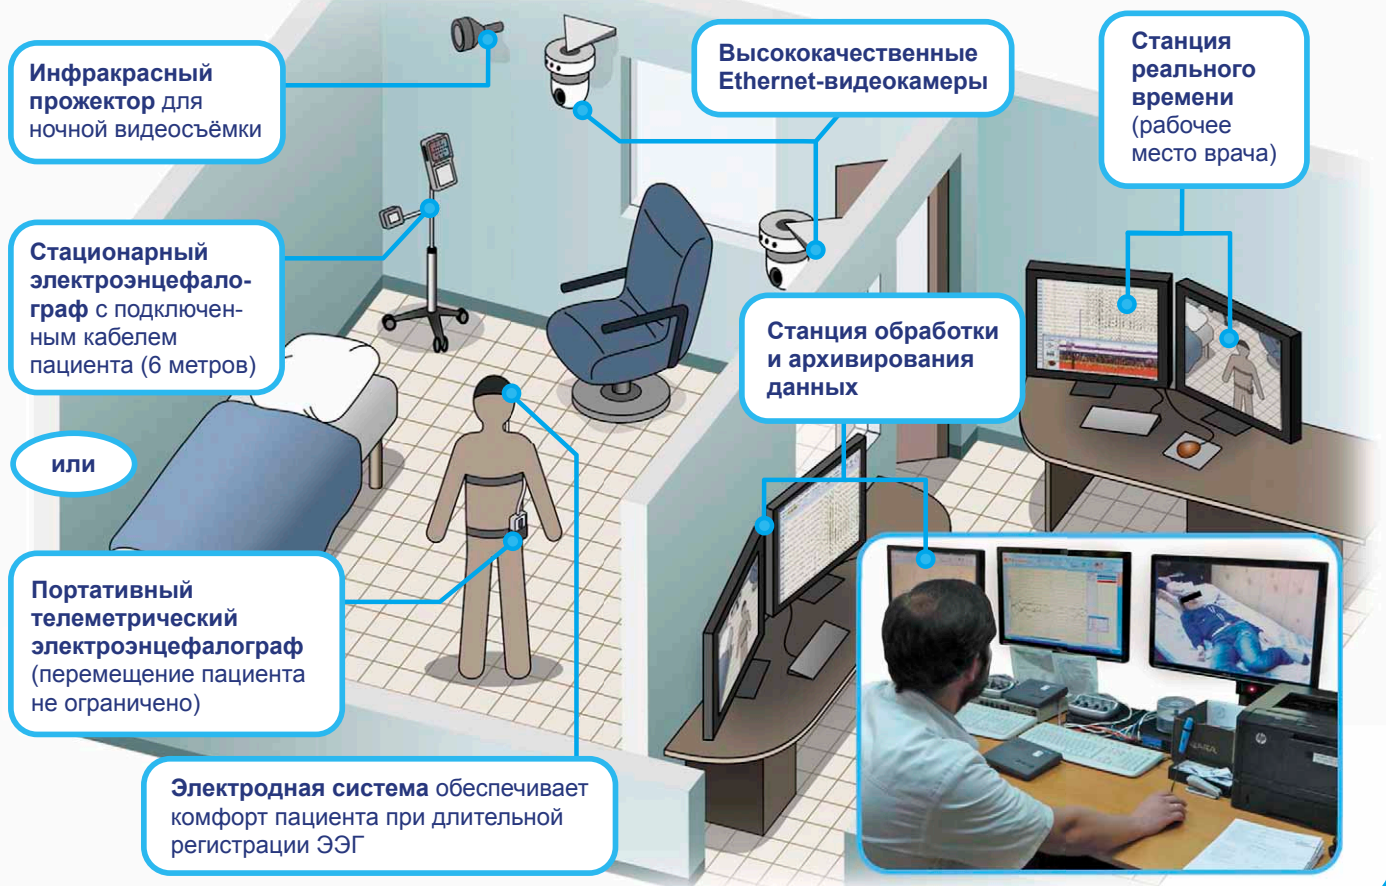 Инфракрасный
прожектор для
ночной видеосъёмки
Высококачественные
Ethernet-видеокамеры
Станция
реального
времени
(рабочее
место врача)
Стационарный
электроэнцефало-
граф с подключен-
ным кабелем
пациента (6 метров)
Станция обработки
и архивирования
данных
или
Портативный
телеметрический
электроэнцефалограф
(перемещение пациента
не ограничено)
Электродная система обеспечивает
комфорт пациента при длительной
регистрации ЭЭГ
hp